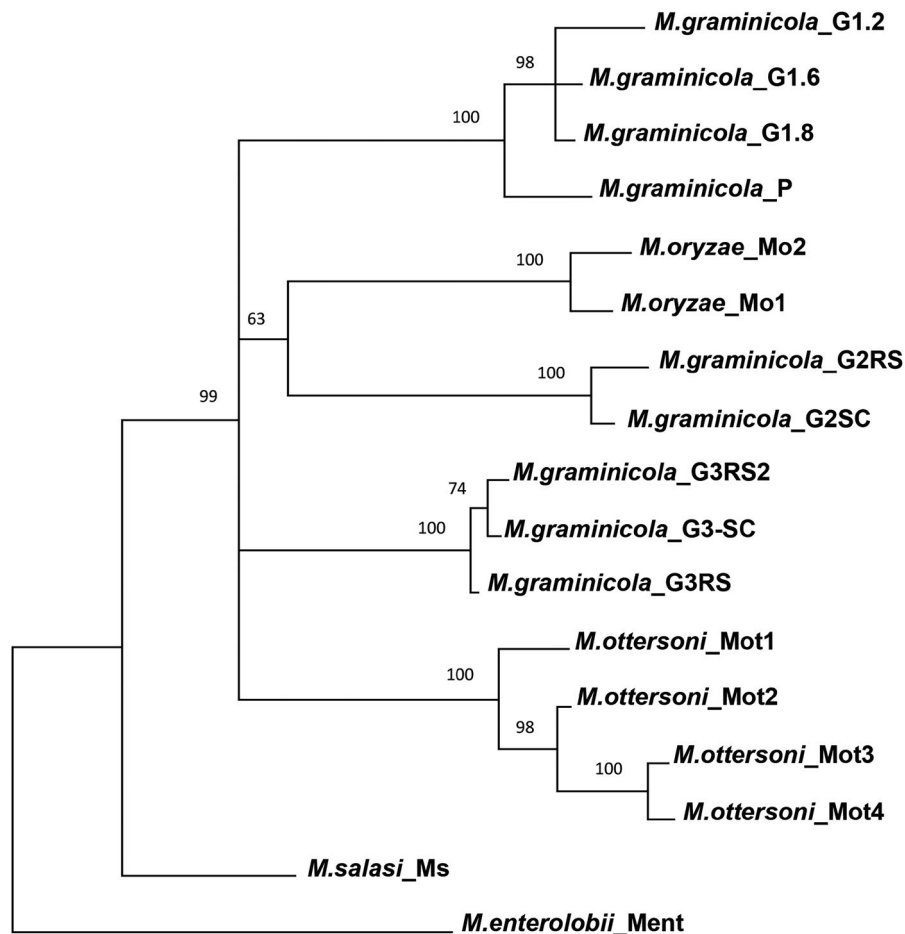 M.graminicola_G1.2
98
M.graminicola_G1.6
100
M.graminicola_G1.8
M.graminicola_P
M.oryzae_Mo2
100
M.oryzae_Mo1
63
M.graminicola_G2RS
100
99
M.graminicola_G2SC
M.graminicola_G3RS2
74
M.graminicola_G3-SC
100
M.graminicola_G3RS
M.ottersoni_Mot1
100
M.ottersoni_Mot2
98
M.ottersoni_Mot3
100
M.ottersoni_Mot4
M.salasi_Ms
M.enterolobii_Ment